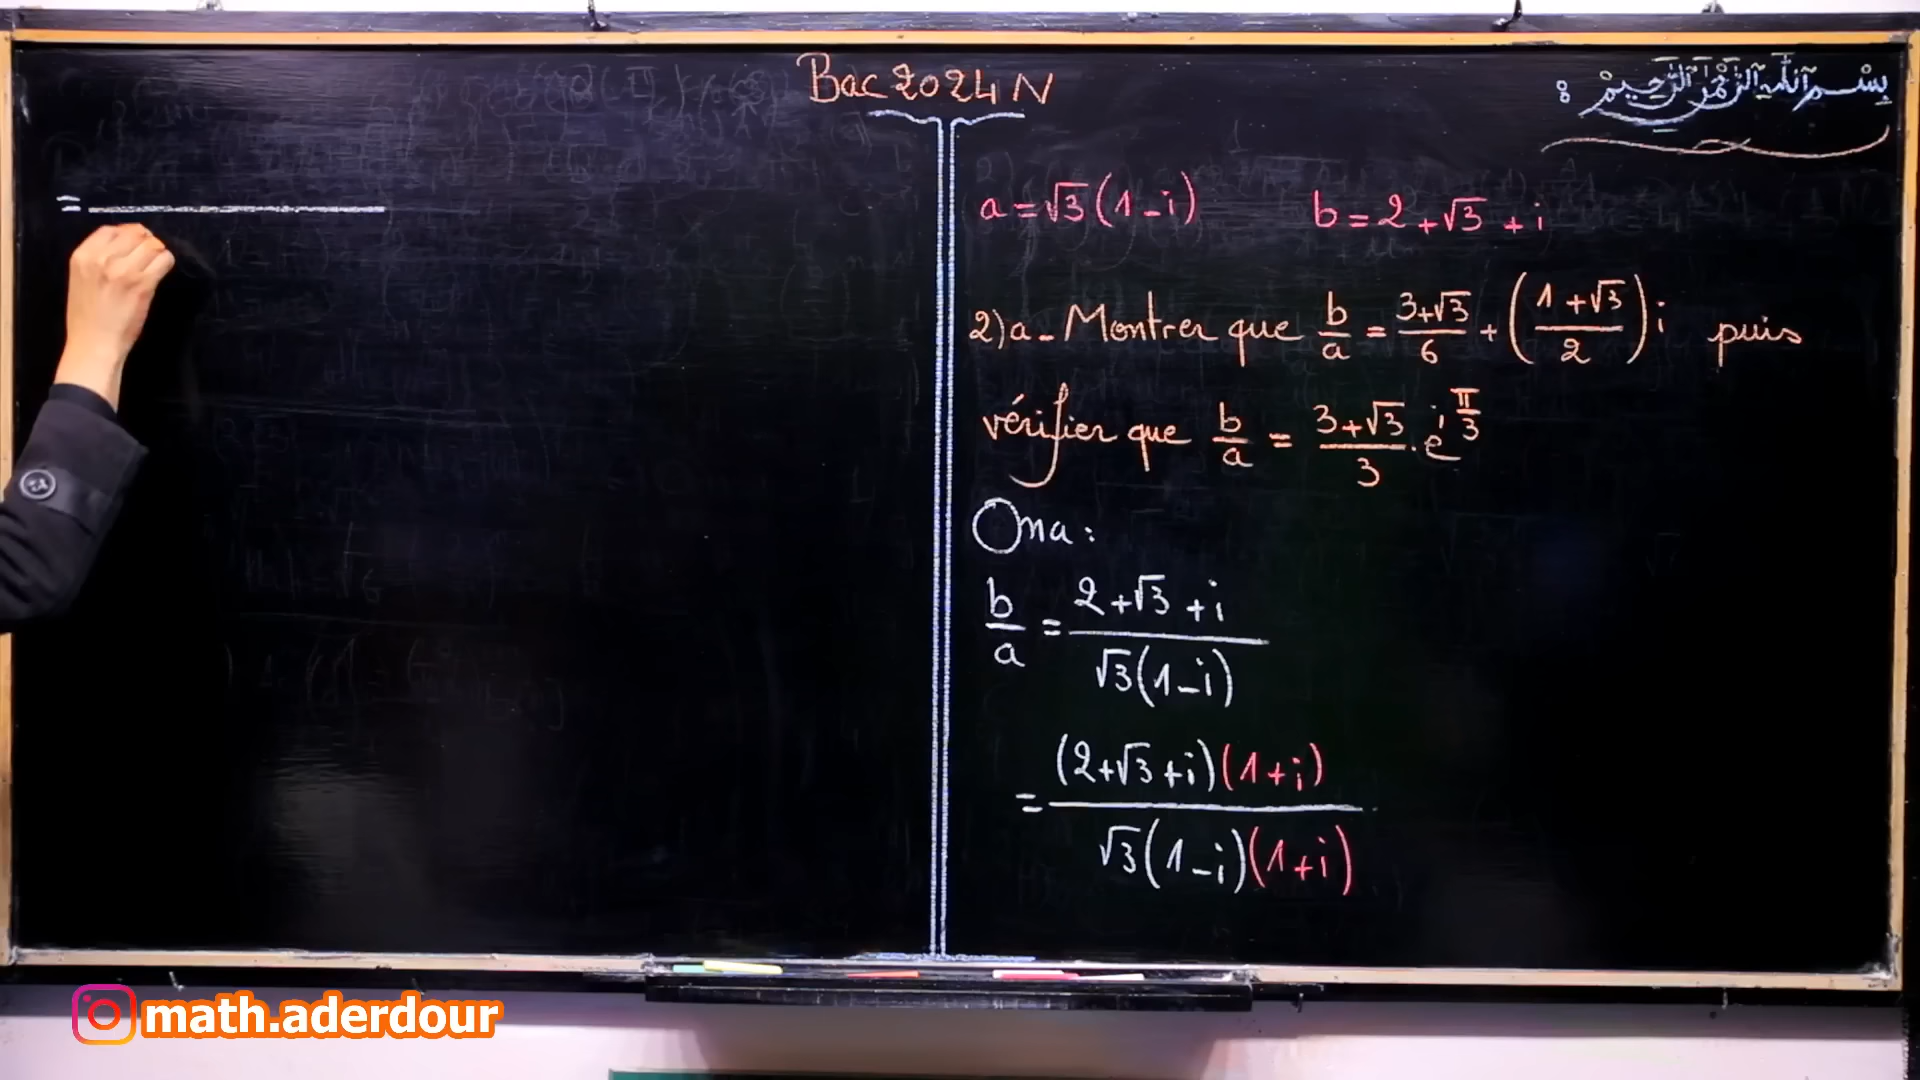 Bac 2024 N
بسم الله الرحمن الرحيم :
a = √3(1-i)   b = 2+√3+i
2)a- Montrer que b/a = (3+√3)/6 + ((1+√3)/2)i puis
vérifier que b/a = (3+√3)/3 . e^(iπ/3)
On a :
b/a = (2+√3+i)/(√3(1-i))
= ((2+√3+i)(1+i))/(√3(1-i)(1+i))
=
math.aderdour